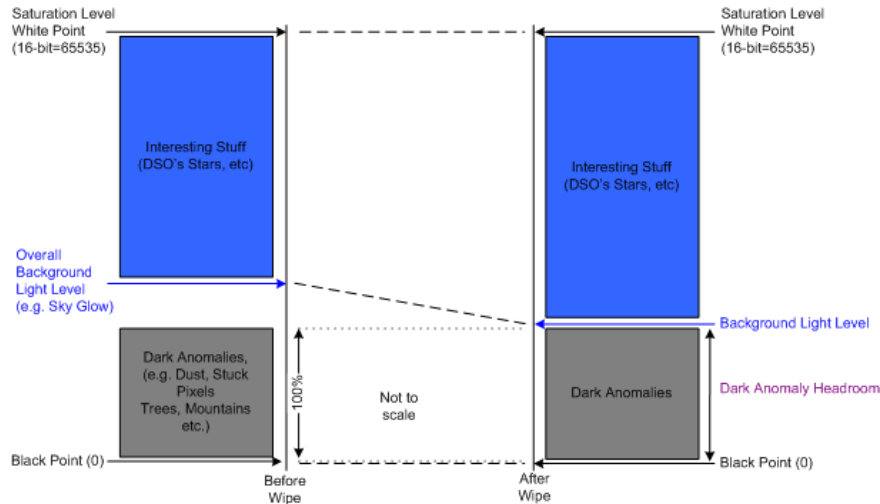 Saturation Level
White Point
(16-bit=65535)
Interesting Stuff
(DSO's Stars, etc)
Overall
Background
Light Level
(e.g. Sky Glow)
Dark Anomalies,
(e.g. Dust, Stuck
Pixels
Trees, Mountains
etc.)
Black Point (0)
100%
Before
Wipe
Not to
scale
After
Wipe
Saturation Level
White Point
(16-bit=65535)
Interesting Stuff
(DSO's Stars, etc)
Background Light Level
Dark Anomalies
Dark Anomaly Headroom
Black Point (0)